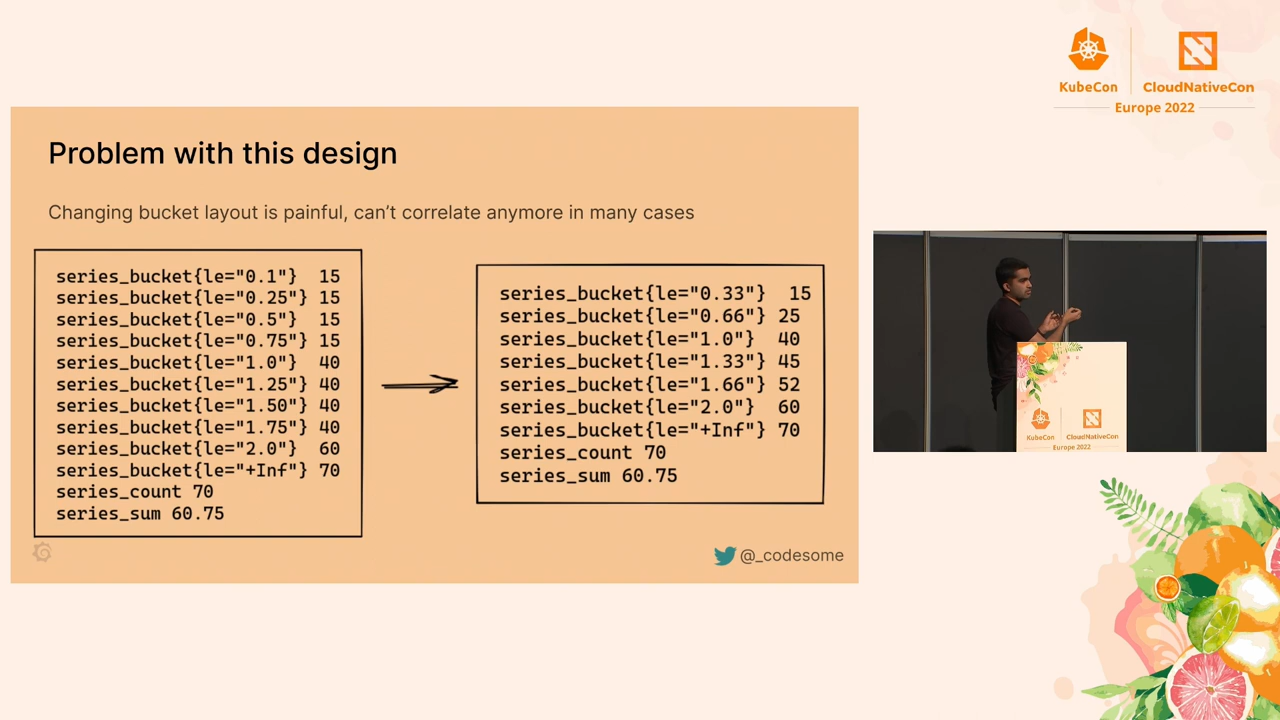 KubeCon
CloudNativeCon
Europe 2022
Problem with this design
Changing bucket layout is painful, can't correlate anymore in many cases
series_bucket{le="0.1"} 15
series_bucket{le="0.25"} 15
series_bucket{le="0.5"} 15
series_bucket{le="0.75"} 15
series_bucket{le="1.0"} 40
series_bucket{le="1.25"} 40
series_bucket{le="1.50"} 40
series_bucket{le="1.75"} 40
series_bucket{le="2.0"} 60
series_bucket{le="+Inf"} 70
series_count 70
series_sum 60.75
series_bucket{le="0.33"} 15
series_bucket{le="0.66"} 25
series_bucket{le="1.0"} 40
series_bucket{le="1.33"} 45
series_bucket{le="1.66"} 52
series_bucket{le="2.0"} 60
series_bucket{le="+Inf"} 70
series_count 70
series_sum 60.75
@_codesome
KubeCon
CloudNativeCon
Europe 2022